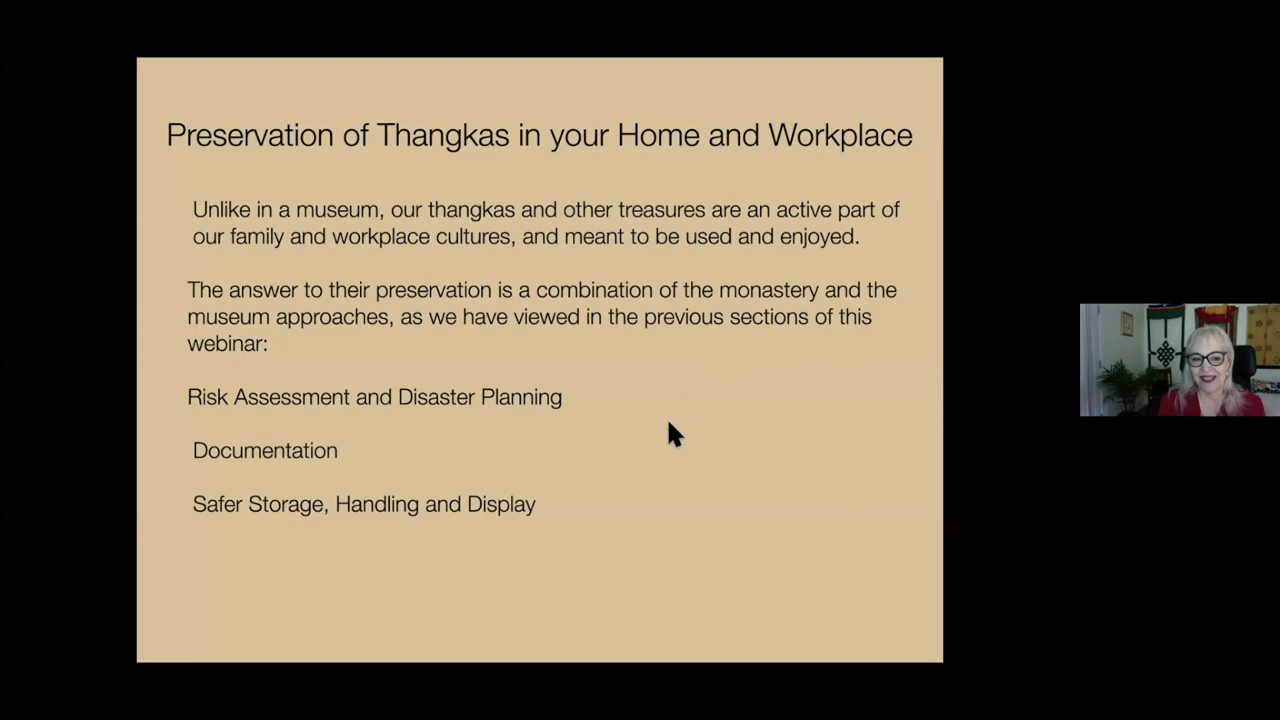 Preservation of Thangkas in your Home and Workplace
Unlike in a museum, our thangkas and other treasures are an active part of
our family and workplace cultures, and meant to be used and enjoyed.
The answer to their preservation is a combination of the monastery and the
museum approaches, as we have viewed in the previous sections of this
webinar:
Risk Assessment and Disaster Planning
Documentation
Safer Storage, Handling and Display